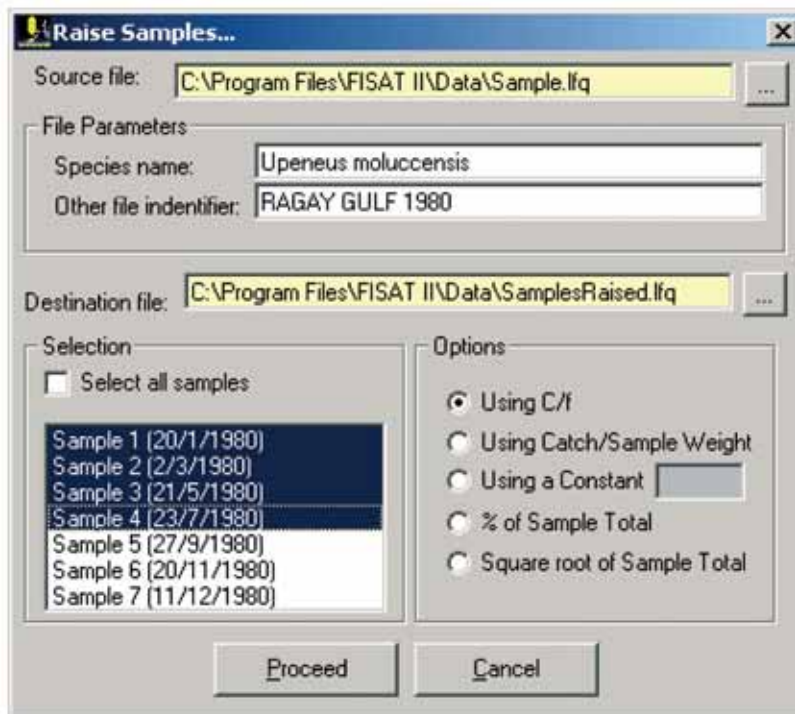 Raise Samples...
Source file: C:\Program Files\FISAT II\Data\Sample.lfq ...
File Parameters
Species name: Upeneus moluccensis
Other file indentifier: RAGAY GULF 1980
Destination file: C:\Program Files\FISAT II\Data\SamplesRaised.lfq ...
Selection
Select all samples
Sample 1 (20/1/1980)
Sample 2 (2/3/1980)
Sample 3 (21/5/1980)
Sample 4 (23/7/1980)
Sample 5 (27/9/1980)
Sample 6 (20/11/1980)
Sample 7 (11/12/1980)
Options
Using C/f
Using Catch/Sample Weight
Using a Constant
% of Sample Total
Square root of Sample Total
Proceed Cancel